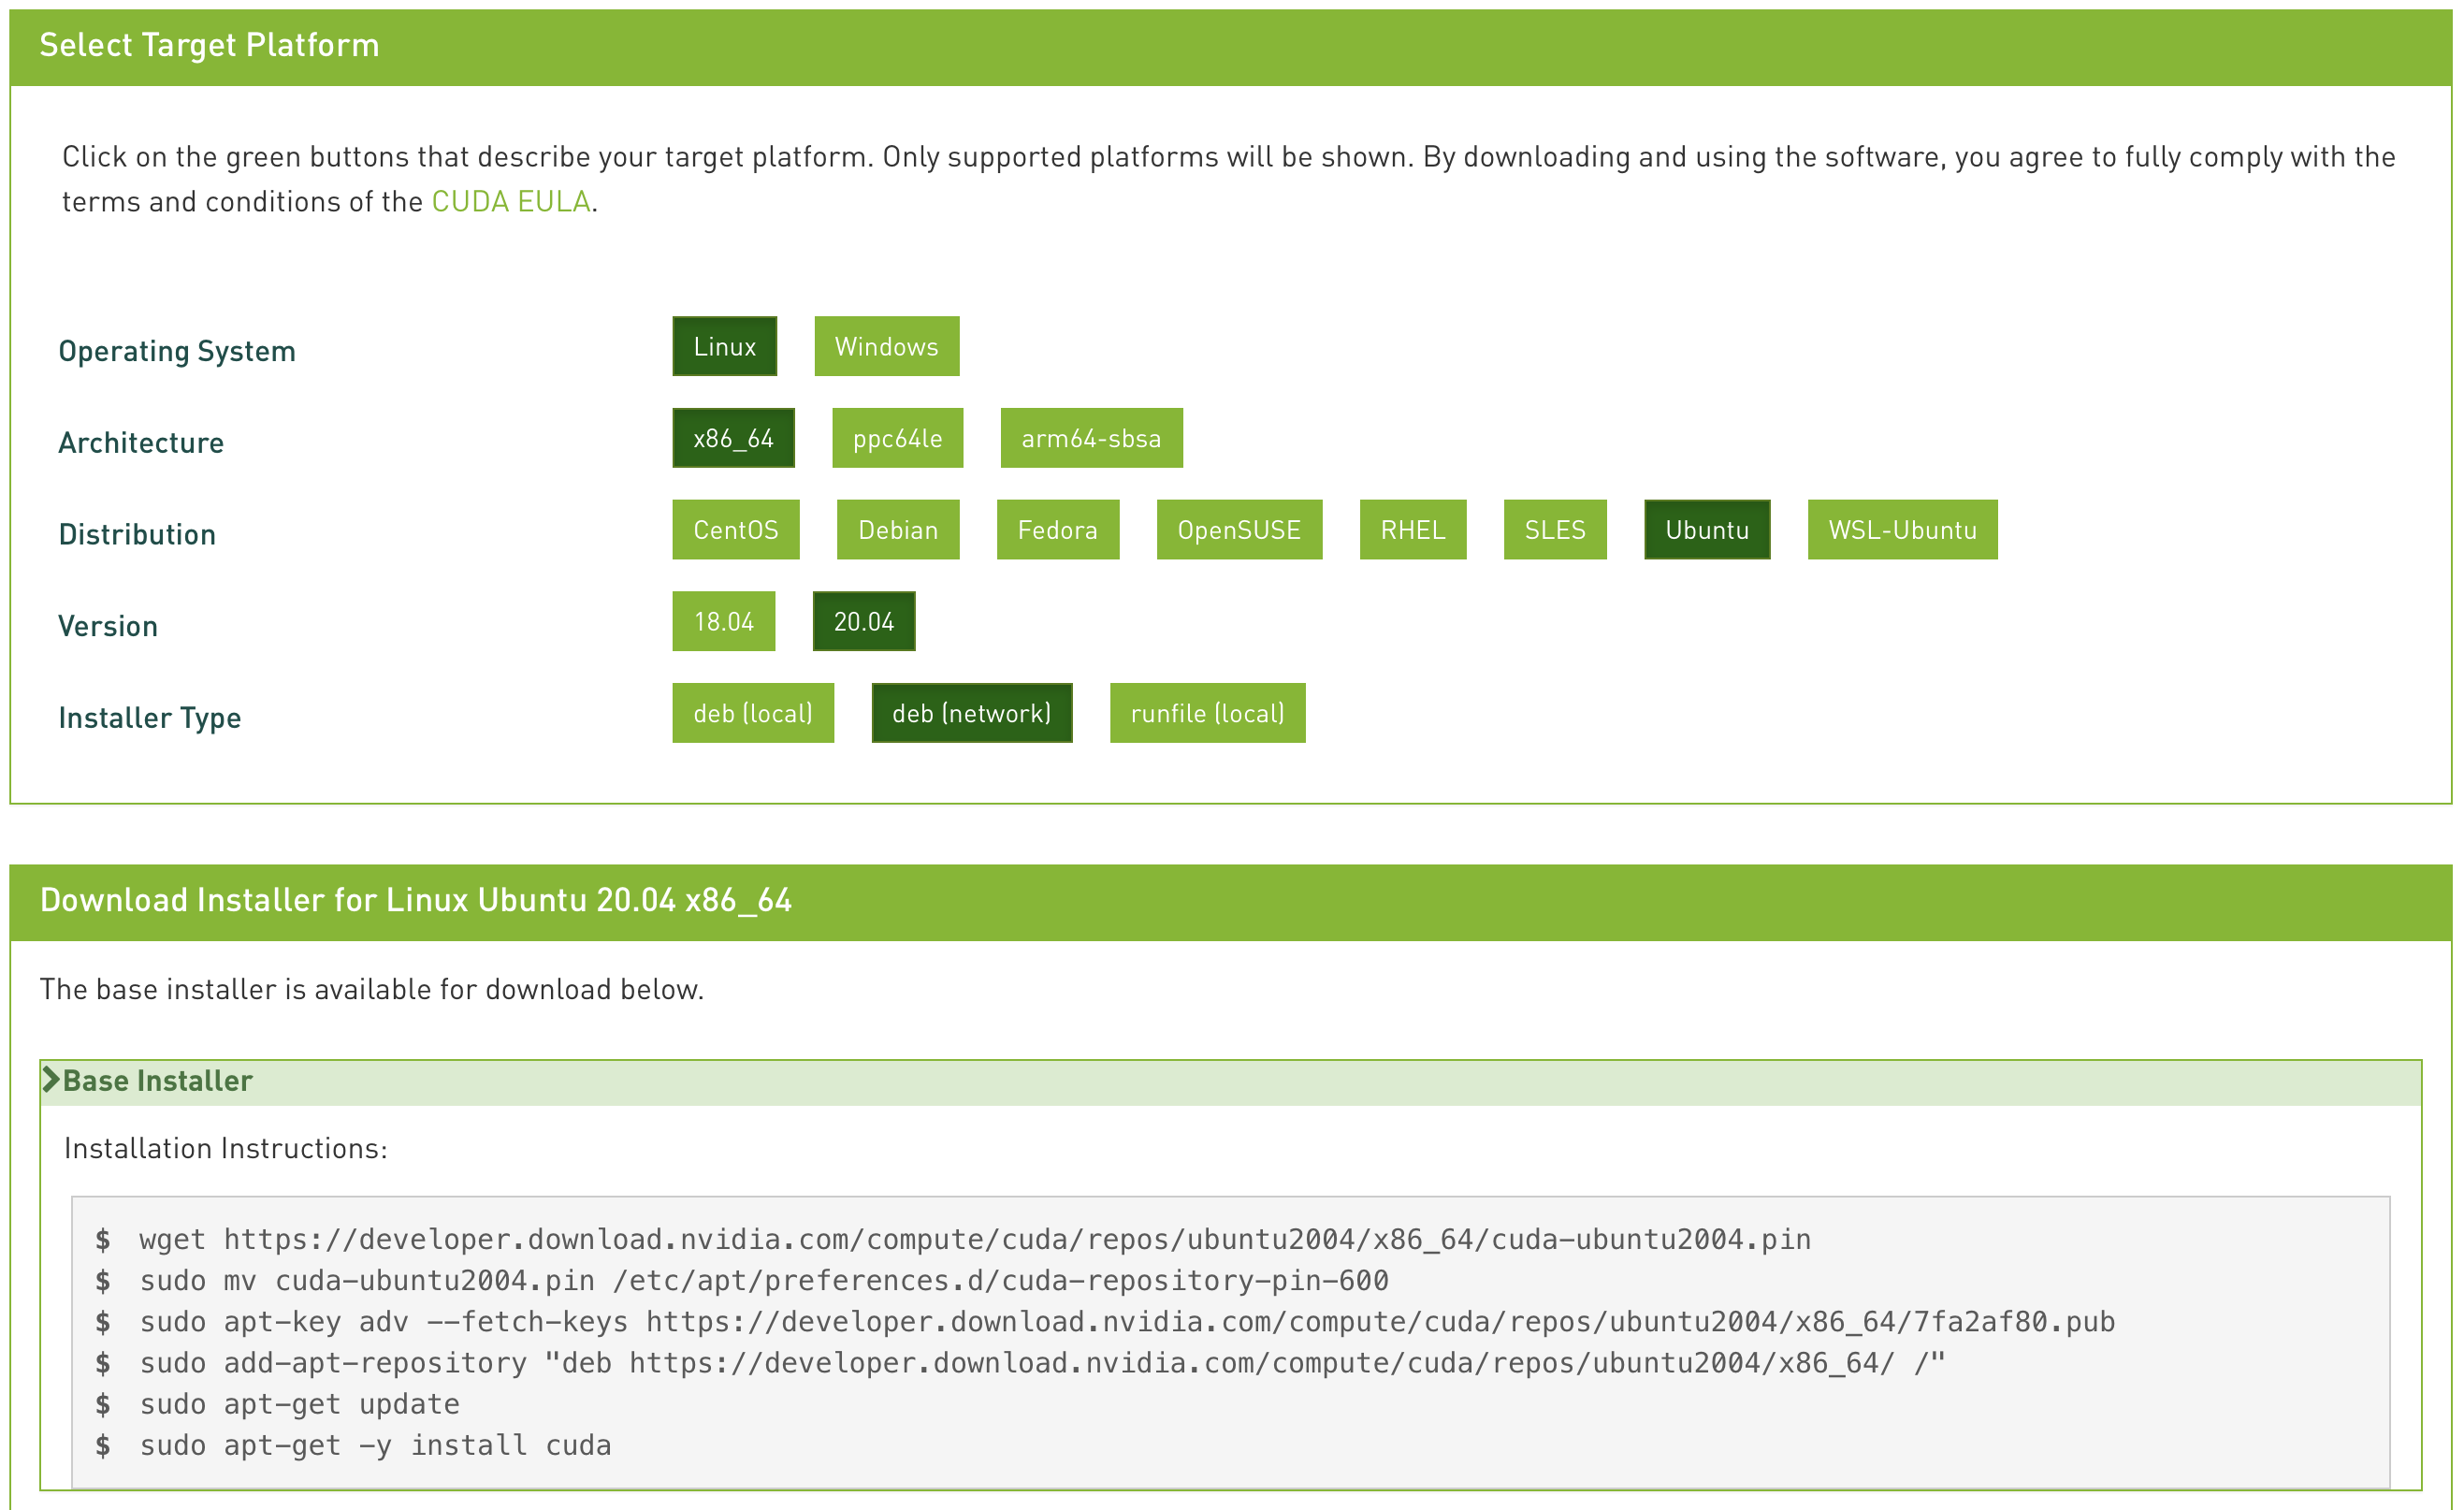 Select Target Platform
Click on the green buttons that describe your target platform. Only supported platforms will be shown. By downloading and using the software, you agree to fully comply with the
terms and conditions of the CUDA EULA.
Operating System Linux Windows
Architecture x86_64 ppc64le arm64-sbsa
Distribution CentOS Debian Fedora OpenSUSE RHEL SLES Ubuntu WSL-Ubuntu
Version 18.04 20.04
Installer Type deb (local) deb (network) runfile (local)
Download Installer for Linux Ubuntu 20.04 x86_64
The base installer is available for download below.
Base Installer
Installation Instructions:
$ wget https://developer.download.nvidia.com/compute/cuda/repos/ubuntu2004/x86_64/cuda-ubuntu2004.pin
$ sudo mv cuda-ubuntu2004.pin /etc/apt/preferences.d/cuda-repository-pin-600
$ sudo apt-key adv --fetch-keys https://developer.download.nvidia.com/compute/cuda/repos/ubuntu2004/x86_64/7fa2af80.pub
$ sudo add-apt-repository "deb https://developer.download.nvidia.com/compute/cuda/repos/ubuntu2004/x86_64/ /"
$ sudo apt-get update
$ sudo apt-get -y install cuda